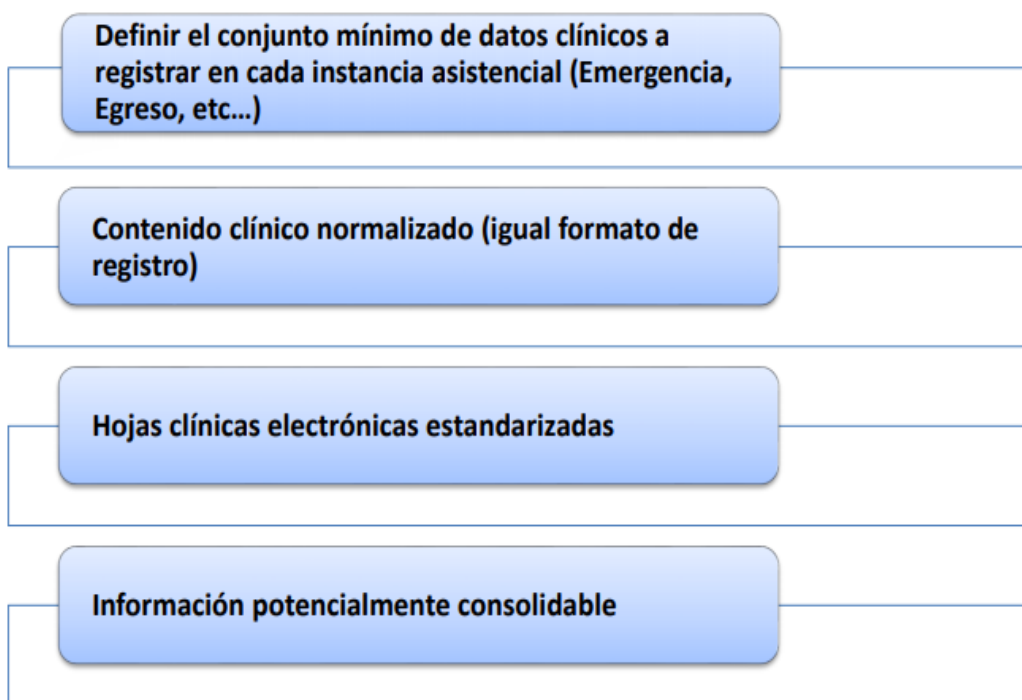 Definir el conjunto mínimo de datos clínicos a
registrar en cada instancia asistencial (Emergencia,
Egreso, etc...)
Contenido clínico normalizado (igual formato de
registro)
Hojas clínicas electrónicas estandarizadas
Información potencialmente consolidable